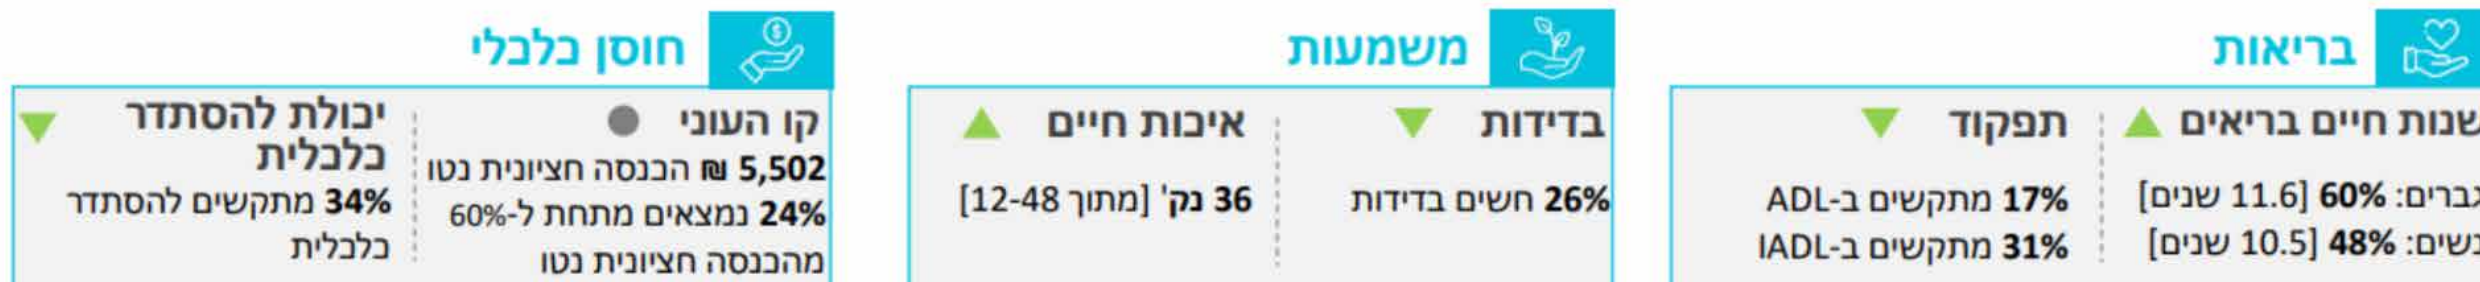 בריאות
שנות חיים בריאים
גברים: 60% [11.6 שנים]
נשים: 48% [10.5 שנים]
תפקוד
17% מתקשים ב-ADL
31% מתקשים ב-IADL
משמעות
בדידות
26% חשים בדידות
איכות חיים
36 נק' [מתוך 12-48]
חוסן כלכלי
קו העוני
5,502 ₪ הכנסה חציונית נטו
24% נמצאים מתחת ל-60%
מהכנסה חציונית נטו
יכולת להסתדר
כלכלית
34% מתקשים להסתדר
כלכלית